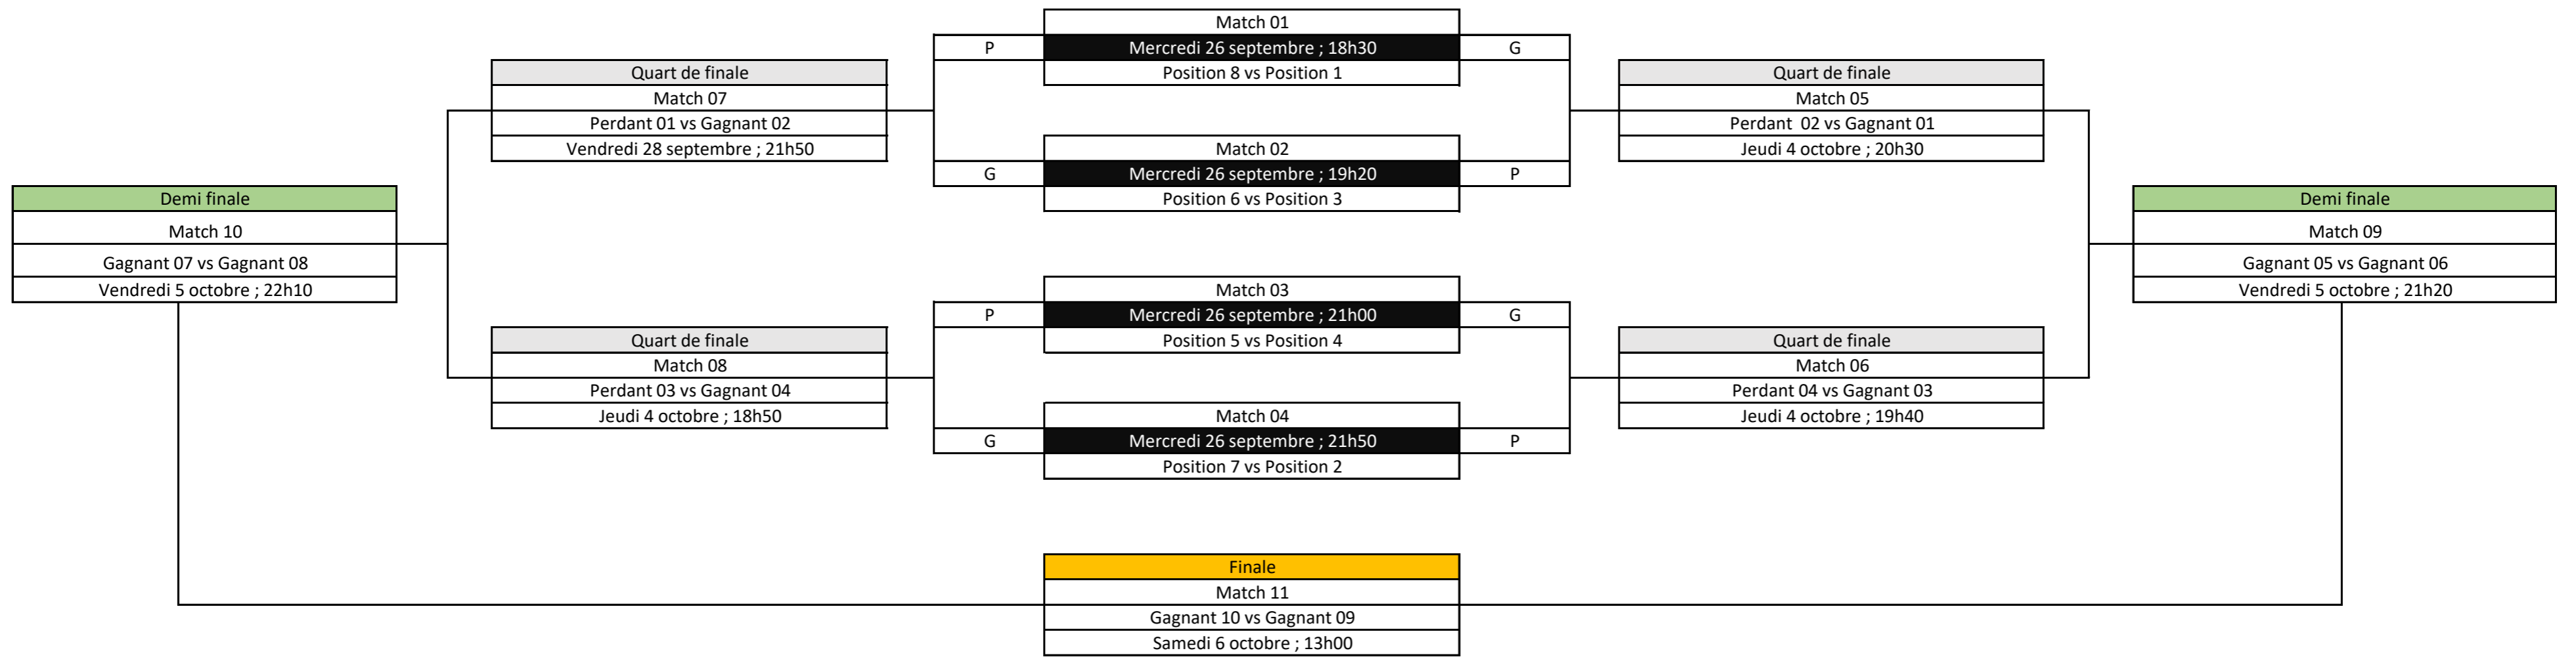 Match 01
P
Mercredi 26 septembre ; 18h30
G
Position 8 vs Position 1
Quart de finale
Match 07
Perdant 01 vs Gagnant 02
Vendredi 28 septembre ; 21h50
Quart de finale
Match 05
Perdant  02 vs Gagnant 01
Jeudi 4 octobre ; 20h30
Match 02
G
Mercredi 26 septembre ; 19h20
P
Position 6 vs Position 3
Demi finale
Match 10
Gagnant 07 vs Gagnant 08
Vendredi 5 octobre ; 22h10
Demi finale
Match 09
Gagnant 05 vs Gagnant 06
Vendredi 5 octobre ; 21h20
Match 03
P
Mercredi 26 septembre ; 21h00
G
Position 5 vs Position 4
Quart de finale
Match 08
Perdant 03 vs Gagnant 04
Jeudi 4 octobre ; 18h50
Quart de finale
Match 06
Perdant 04 vs Gagnant 03
Jeudi 4 octobre ; 19h40
Match 04
G
Mercredi 26 septembre ; 21h50
P
Position 7 vs Position 2
Finale
Match 11
Gagnant 10 vs Gagnant 09
Samedi 6 octobre ; 13h00